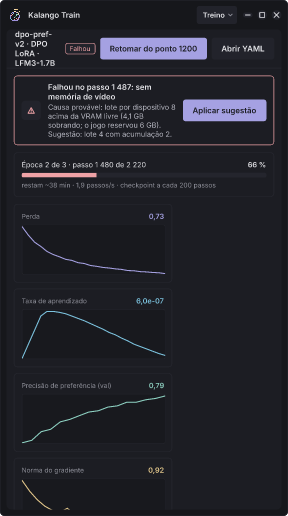 Kalango Train
Treino
dpo-pref-
v2 · DPO
LoRA ·
LFM3-1.7B
Falhou
Retomar do ponto 1200
Abrir YAML
Falhou no passo 1 487: sem
memória de vídeo
Causa provável: lote por dispositivo 8
acima da VRAM livre (4,1 GB
sobrando; o jogo reservou 6 GB).
Sugestão: lote 4 com acumulação 2.
Aplicar sugestão
Época 2 de 3 · passo 1 480 de 2 220
66 %
restam ~38 min · 1,9 passos/s · checkpoint a cada 200 passos
Perda
0,73
Taxa de aprendizado
6,0e-07
Precisão de preferência (val)
0,79
Norma do gradiente
0,92